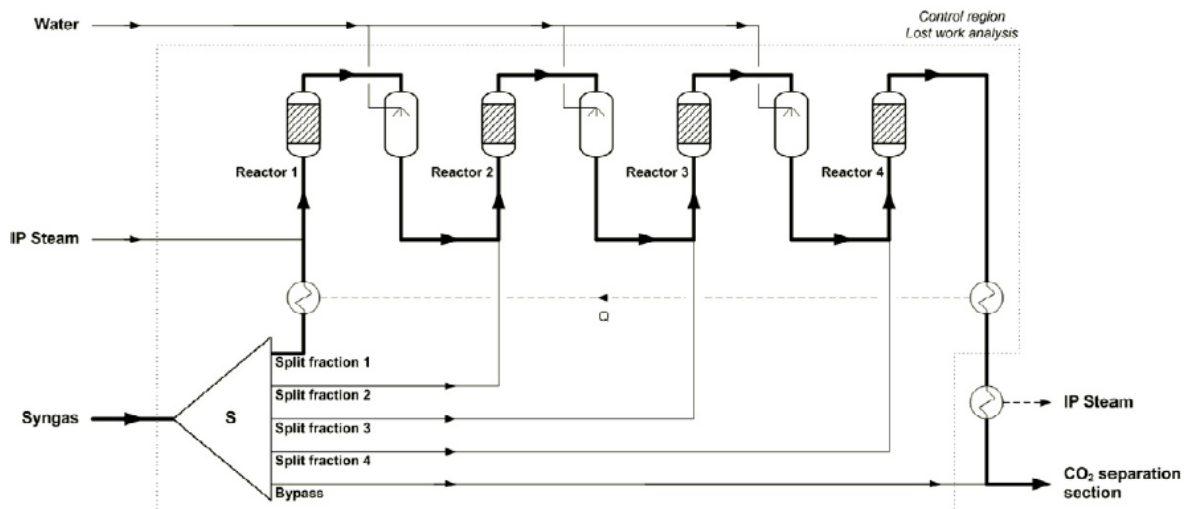 Water
Control region
Lost work analysis
Reactor 1
Reactor 2
Reactor 3
Reactor 4
IP Steam
Q
Split fraction 1
Split fraction 2
Syngas
S
Split fraction 3
Split fraction 4
Bypass
IP Steam
CO₂ separation
section